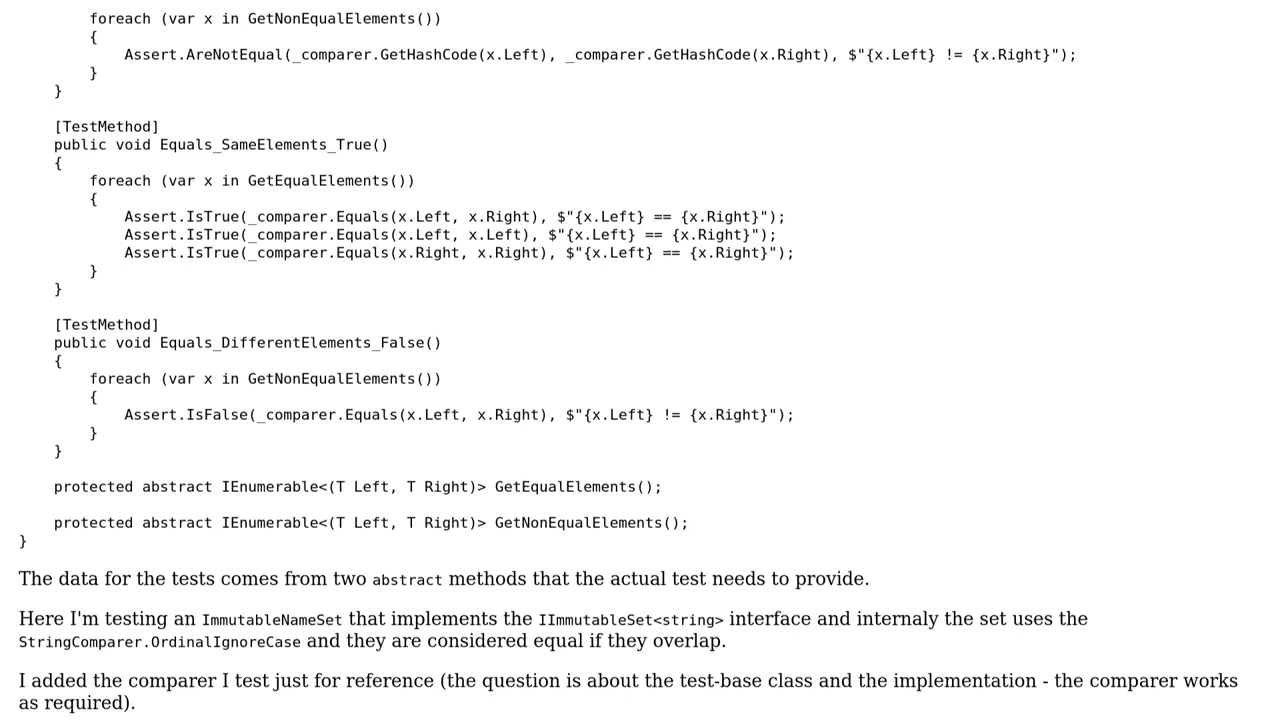 foreach (var x in GetNonEqualElements())
        {
            Assert.AreNotEqual(_comparer.GetHashCode(x.Left), _comparer.GetHashCode(x.Right), $"{x.Left} != {x.Right}");
        }
    }

    [TestMethod]
    public void Equals_SameElements_True()
    {
        foreach (var x in GetEqualElements())
        {
            Assert.IsTrue(_comparer.Equals(x.Left, x.Right), $"{x.Left} == {x.Right}");
            Assert.IsTrue(_comparer.Equals(x.Left, x.Left), $"{x.Left} == {x.Right}");
            Assert.IsTrue(_comparer.Equals(x.Right, x.Right), $"{x.Left} == {x.Right}");
        }
    }

    [TestMethod]
    public void Equals_DifferentElements_False()
    {
        foreach (var x in GetNonEqualElements())
        {
            Assert.IsFalse(_comparer.Equals(x.Left, x.Right), $"{x.Left} != {x.Right}");
        }
    }

    protected abstract IEnumerable<(T Left, T Right)> GetEqualElements();

    protected abstract IEnumerable<(T Left, T Right)> GetNonEqualElements();
}
The data for the tests comes from two abstract methods that the actual test needs to provide.
Here I'm testing an ImmutableNameSet that implements the IImmutableSet<string> interface and internaly the set uses the
StringComparer.OrdinalIgnoreCase and they are considered equal if they overlap.
I added the comparer I test just for reference (the question is about the test-base class and the implementation - the comparer works
as required).